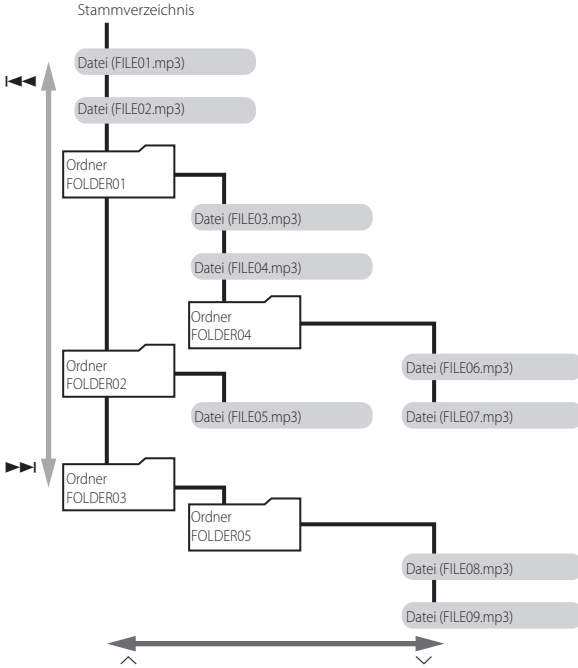 Stammverzeichnis
Datei (FILE01.mp3)
Datei (FILE02.mp3)
Ordner
FOLDER01
Datei (FILE03.mp3)
Datei (FILE04.mp3)
Ordner
FOLDER04
Datei (FILE06.mp3)
Datei (FILE07.mp3)
Ordner
FOLDER02
Datei (FILE05.mp3)
Ordner
FOLDER03
Ordner
FOLDER05
Datei (FILE08.mp3)
Datei (FILE09.mp3)